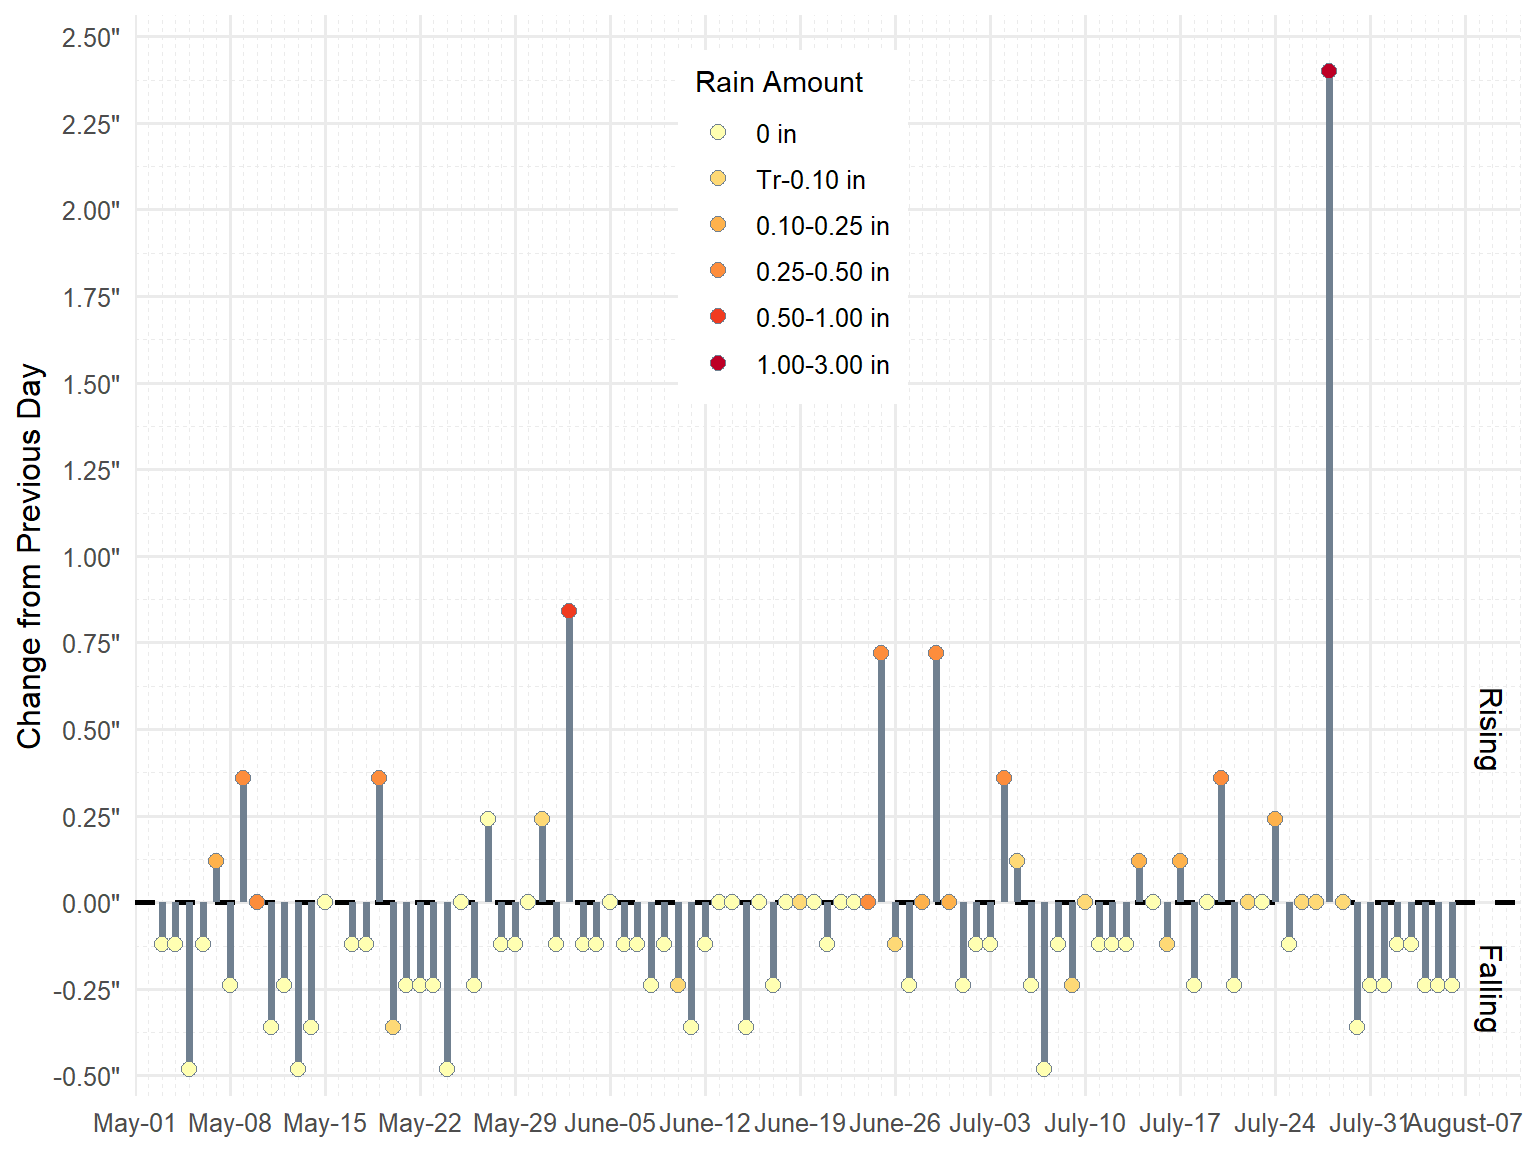 2.50"
2.25"
2.00"
1.75"
1.50"
1.25"
1.00"
0.75"
0.50"
0.25"
0.00"
-0.25"
-0.50"
Change from Previous Day
Rain Amount
0 in
Tr-0.10 in
0.10-0.25 in
0.25-0.50 in
0.50-1.00 in
1.00-3.00 in
Rising
Falling
May-01 May-08 May-15 May-22 May-29 June-05 June-12 June-19 June-26 July-03 July-10 July-17 July-24 July-31 August-07